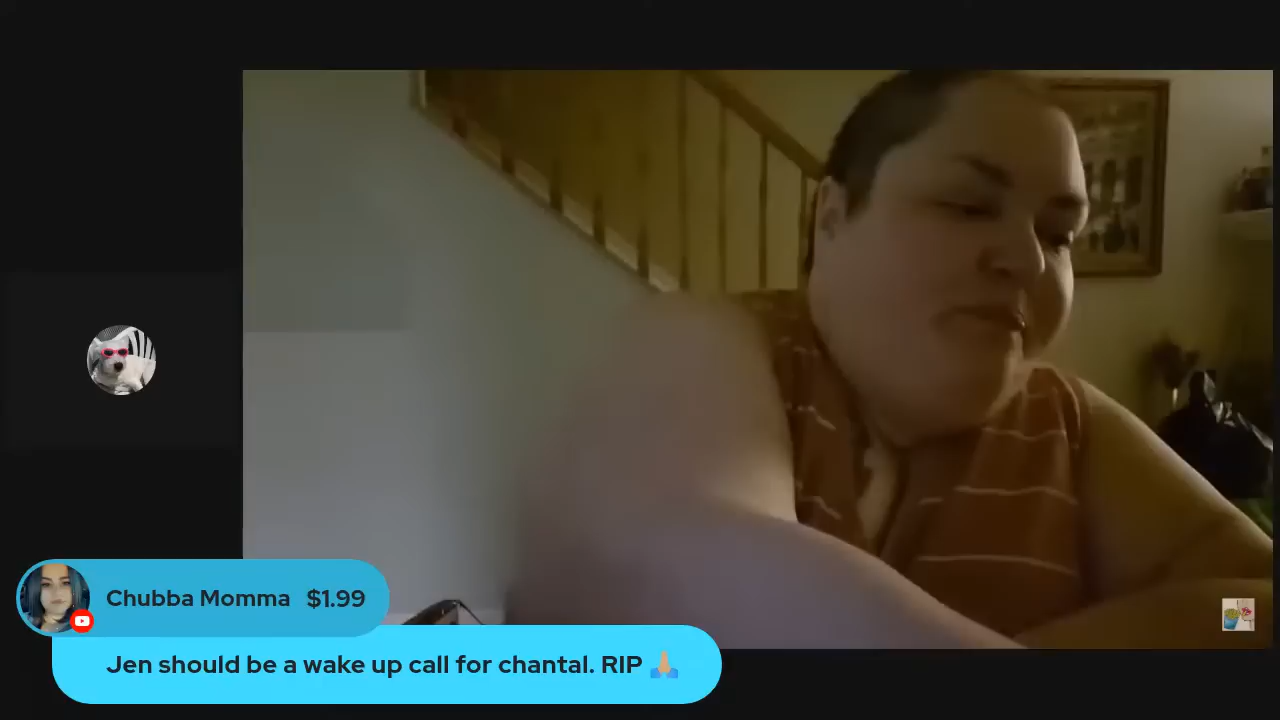 Chubba Momma $1.99
Jen should be a wake up call for chantal. RIP 🙏